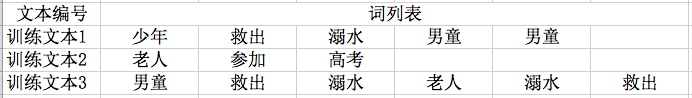 文本编号 词列表
训练文本1 少年 救出 溺水 男童 男童
训练文本2 老人 参加 高考
训练文本3 男童 救出 溺水 老人 溺水 救出